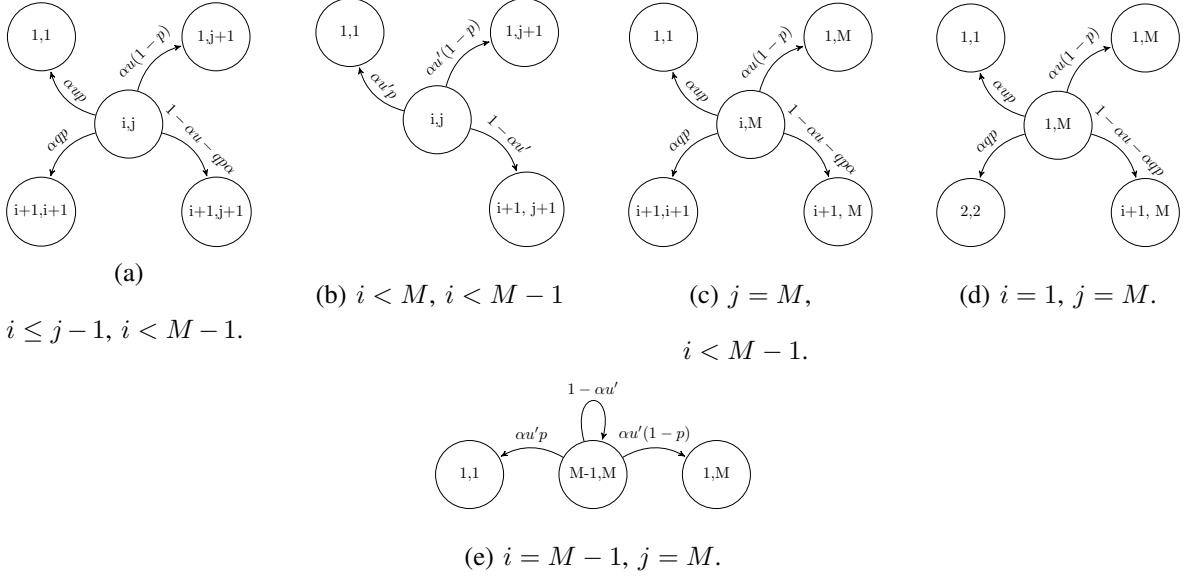 1,1
1,j+1
αup
αu(1 − p)
i,j
αqp
1 − αu − qpα
i+1,i+1
i+1,j+1
(a)
i ≤ j − 1, i < M − 1.
1,1
1,j+1
αu′p
αu′(1 − p)
i,j
1 − αu′
i+1, j+1
(b) i < M, i < M − 1
1,1
1,M
αup
αu(1 − p)
i,M
αqp
1 − αu − qpα
i+1,i+1
i+1, M
(c) j = M,
i < M − 1.
1,1
1,M
αup
αu(1 − p)
1,M
αqp
1 − αu − αqp
2,2
i+1, M
(d) i = 1, j = M.
1 − αu′
αu′p
αu′(1 − p)
1,1
M-1,M
1,M
(e) i = M − 1, j = M.